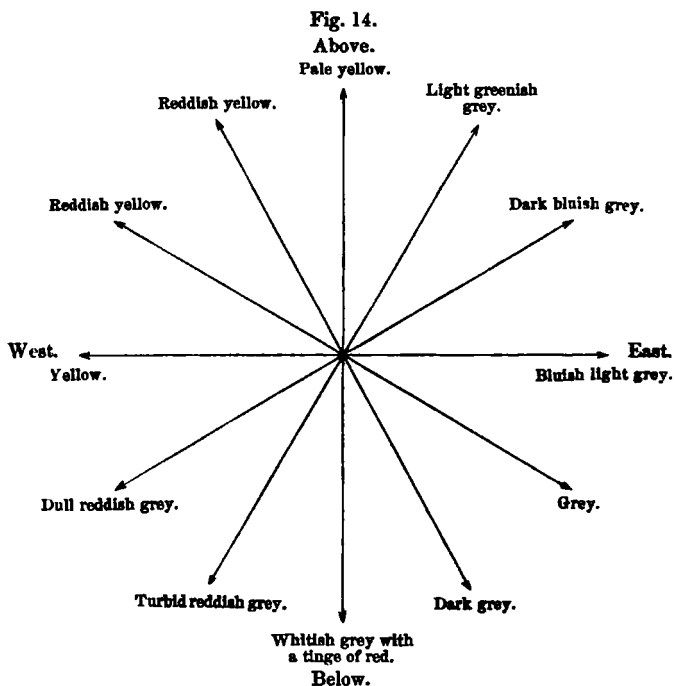 Fig. 14.
Above.
Pale yellow.
Reddish yellow.
Light greenish
grey.
Reddish yellow.
Dark bluish grey.
West.
East.
Yellow.
Bluish light grey.
Dull reddish grey.
Grey.
Turbid reddish grey.
Dark grey.
Whitish grey with
a tinge of red.
Below.